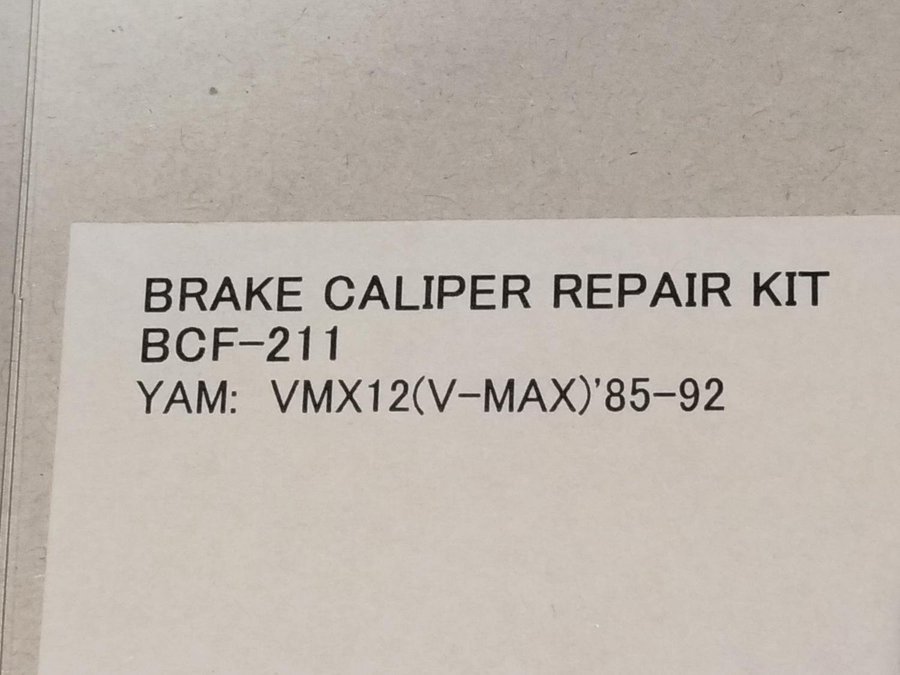 BRAKE CALIPER REPAIR KIT
BCF-211
YAM: VMX12(V-MAX)'85-92